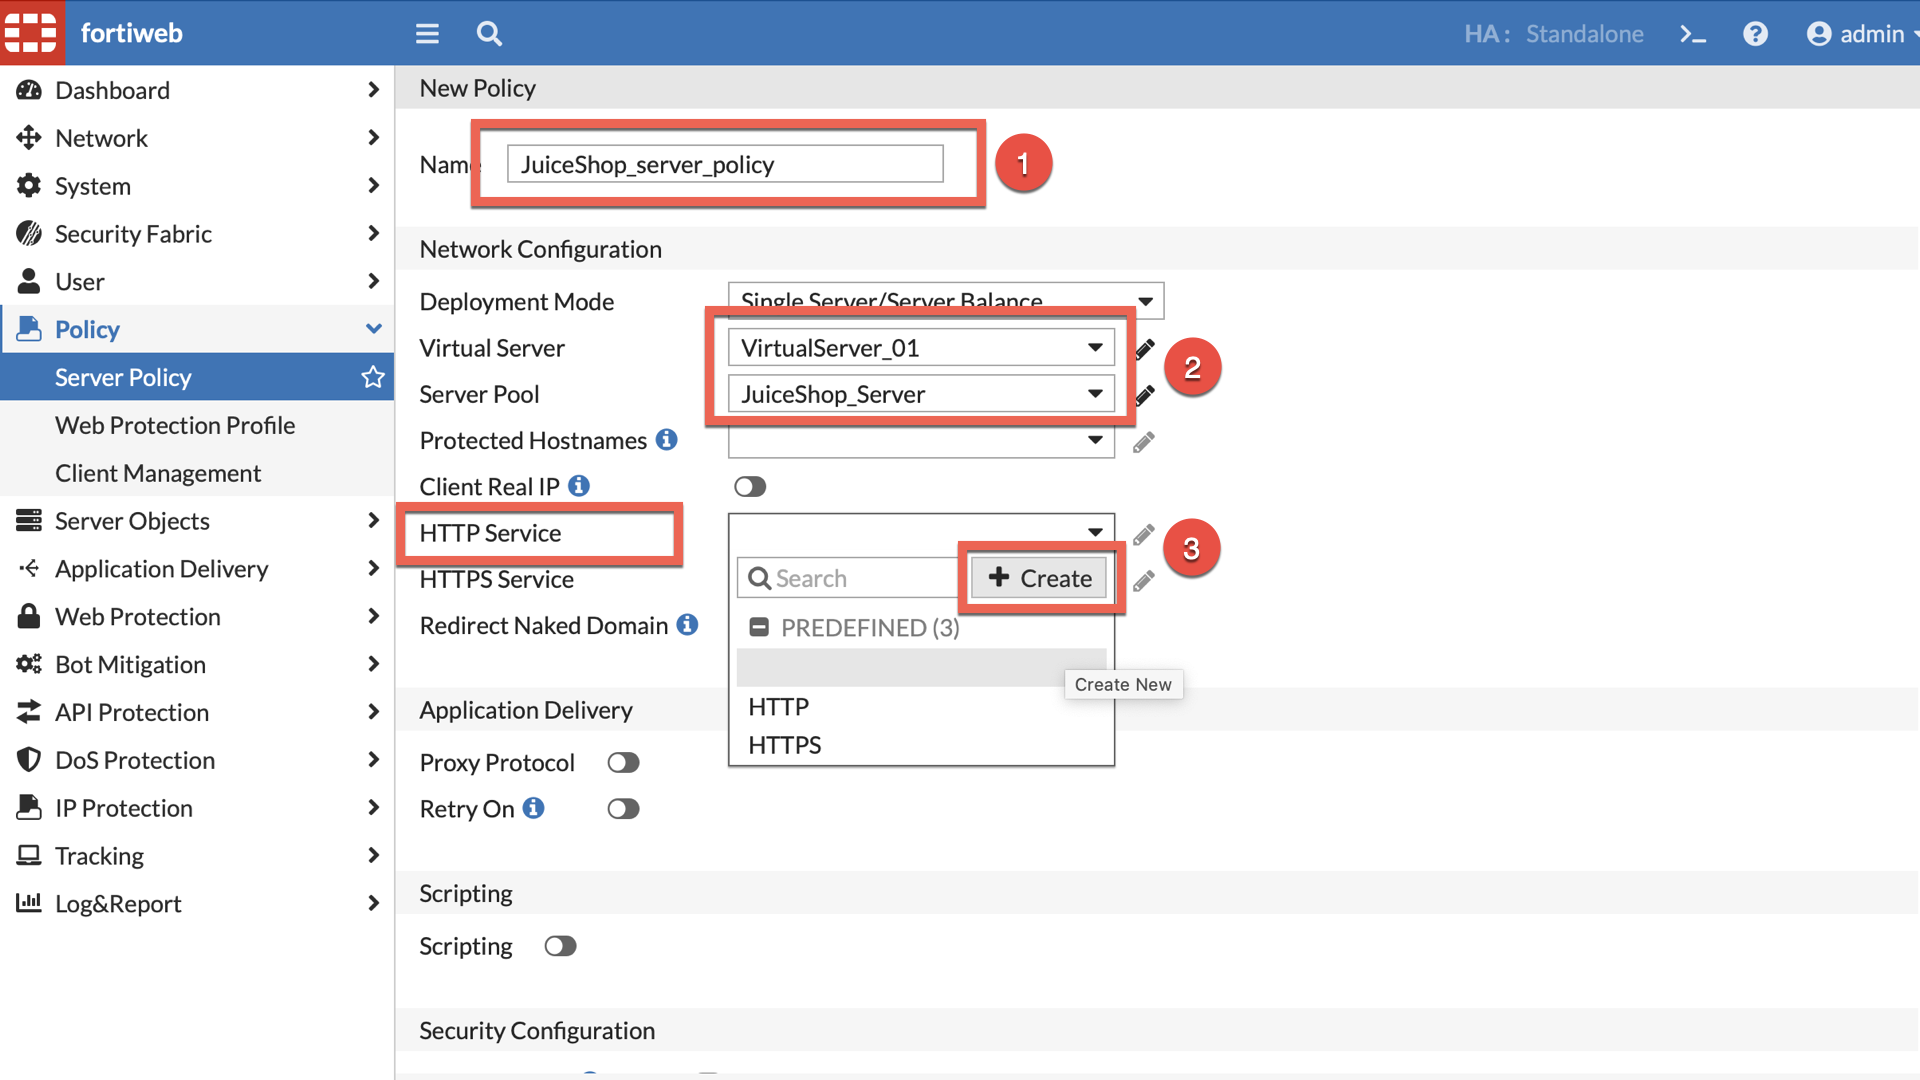 fortiweb
HA : Standalone
admin
Dashboard
Network
System
Security Fabric
User
Policy
Server Policy
Web Protection Profile
Client Management
Server Objects
Application Delivery
Web Protection
Bot Mitigation
API Protection
DoS Protection
IP Protection
Tracking
Log&Report
New Policy
Name JuiceShop_server_policy
1
Network Configuration
Deployment Mode Single Server/Server Balance
Virtual Server VirtualServer_01
2
Server Pool JuiceShop_Server
Protected Hostnames
Client Real IP
HTTP Service
3
Search
Create
HTTPS Service
Redirect Naked Domain
PREDEFINED (3)
Create New
HTTP
HTTPS
Application Delivery
Proxy Protocol
Retry On
Scripting
Scripting
Security Configuration